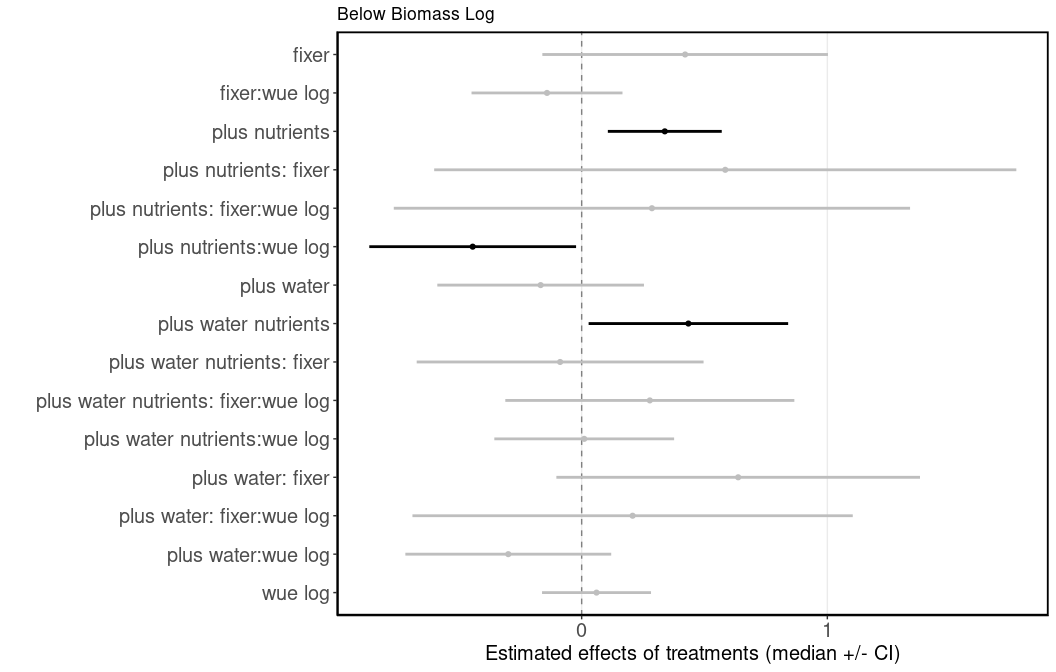 Below Biomass Log
fixer
fixer:wue log
plus nutrients
plus nutrients: fixer
plus nutrients: fixer:wue log
plus nutrients:wue log
plus water
plus water nutrients
plus water nutrients: fixer
plus water nutrients: fixer:wue log
plus water nutrients:wue log
plus water: fixer
plus water: fixer:wue log
plus water:wue log
wue log
0 1
Estimated effects of treatments (median +/- CI)